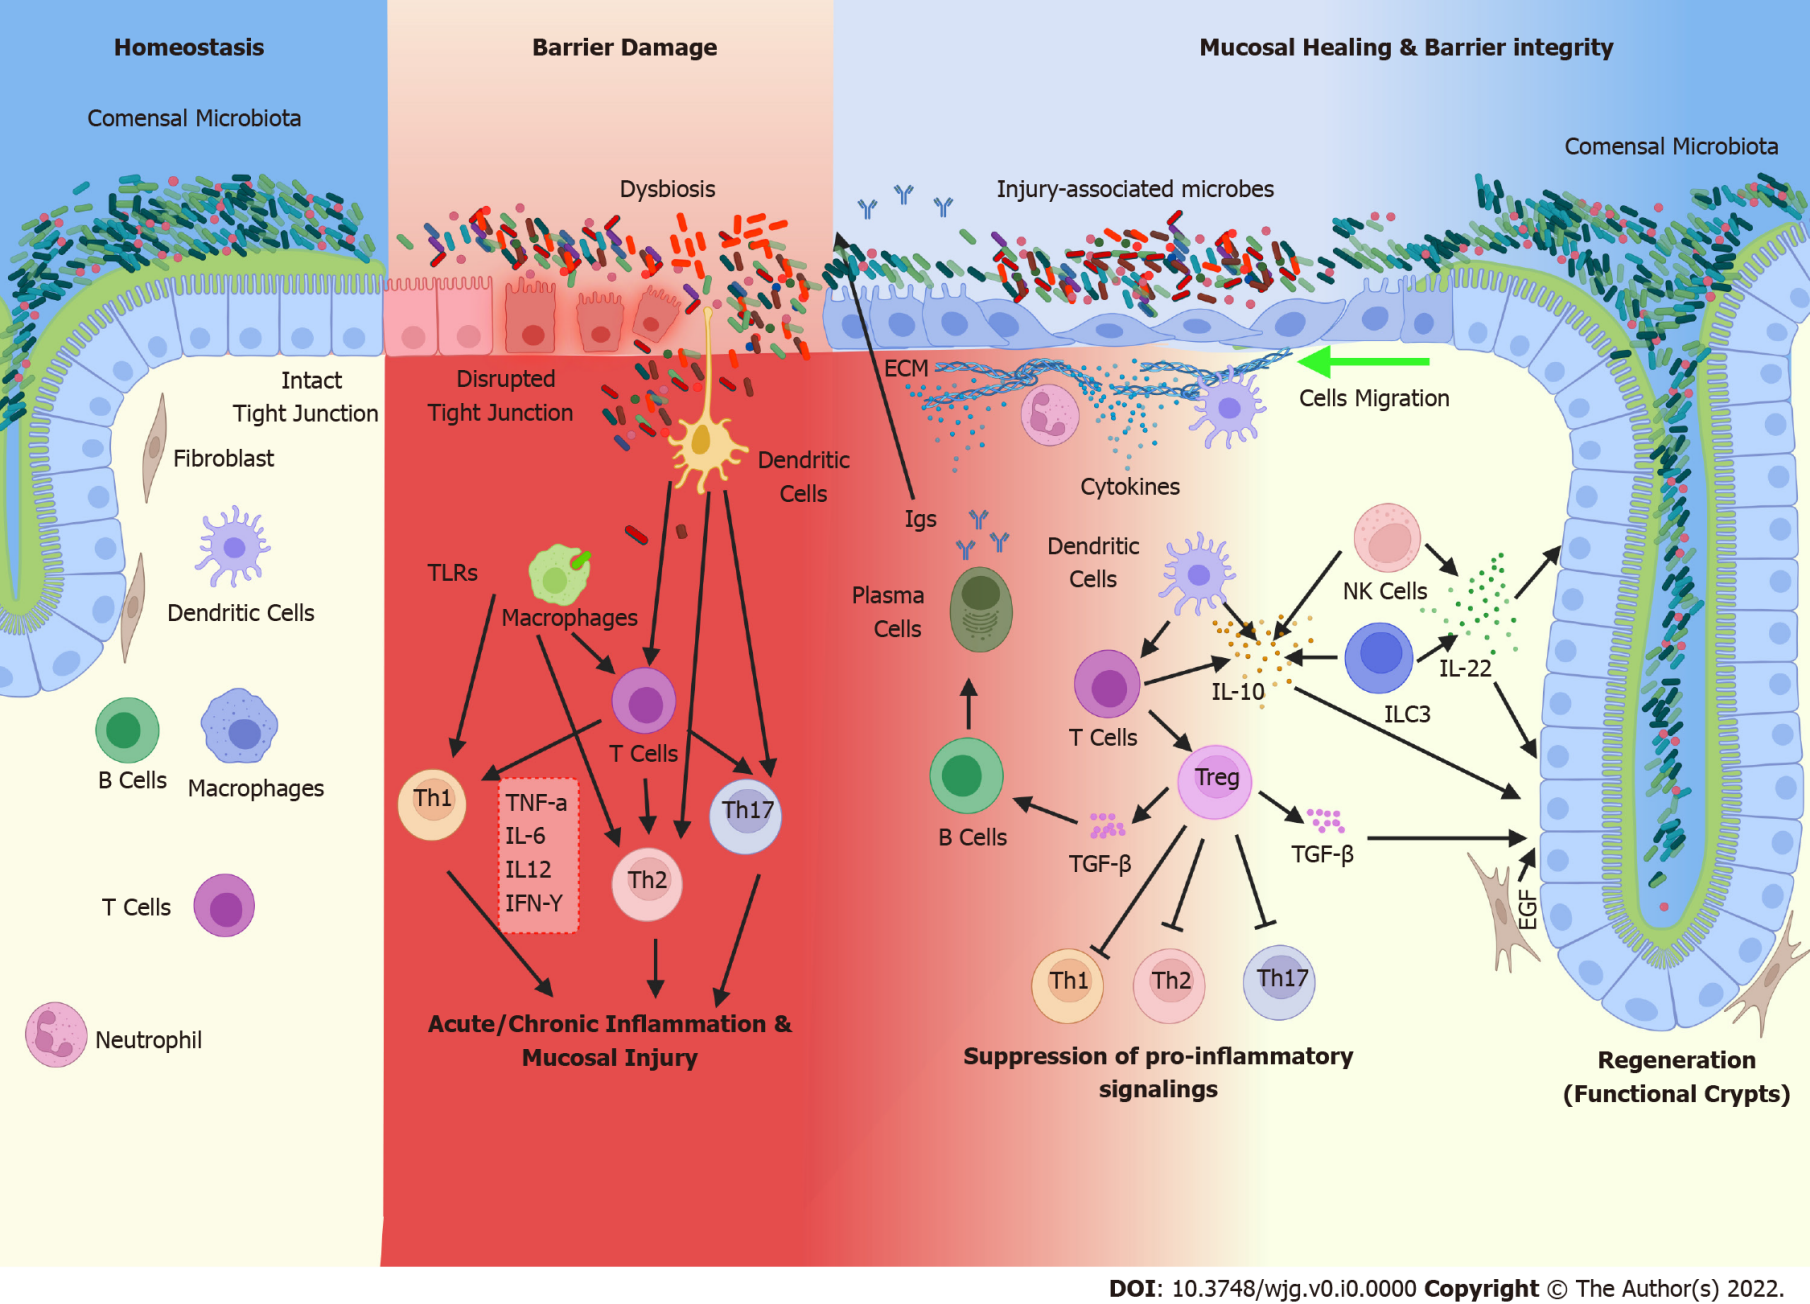 Homeostasis
Barrier Damage
Mucosal Healing & Barrier integrity
Comensal Microbiota
Comensal Microbiota
Dysbiosis
Injury-associated microbes
Intact
Tight Junction
Disrupted
Tight Junction
ECM
Cells Migration
Fibroblast
Dendritic
Cells
Cytokines
Igs
Dendritic Cells
TLRs
Macrophages
Dendritic
Cells
Plasma
Cells
NK Cells
IL-10
IL-22
ILC3
T Cells
T Cells
B Cells
Macrophages
Th1
TNF-a
IL-6
IL12
IFN-Y
Th17
Th2
Treg
B Cells
TGF-β
TGF-β
EGF
T Cells
Neutrophil
Th1
Th2
Th17
Acute/Chronic Inflammation &
Mucosal Injury
Suppression of pro-inflammatory
signalings
Regeneration
(Functional Crypts)
DOI: 10.3748/wjg.v0.i0.0000 Copyright © The Author(s) 2022.